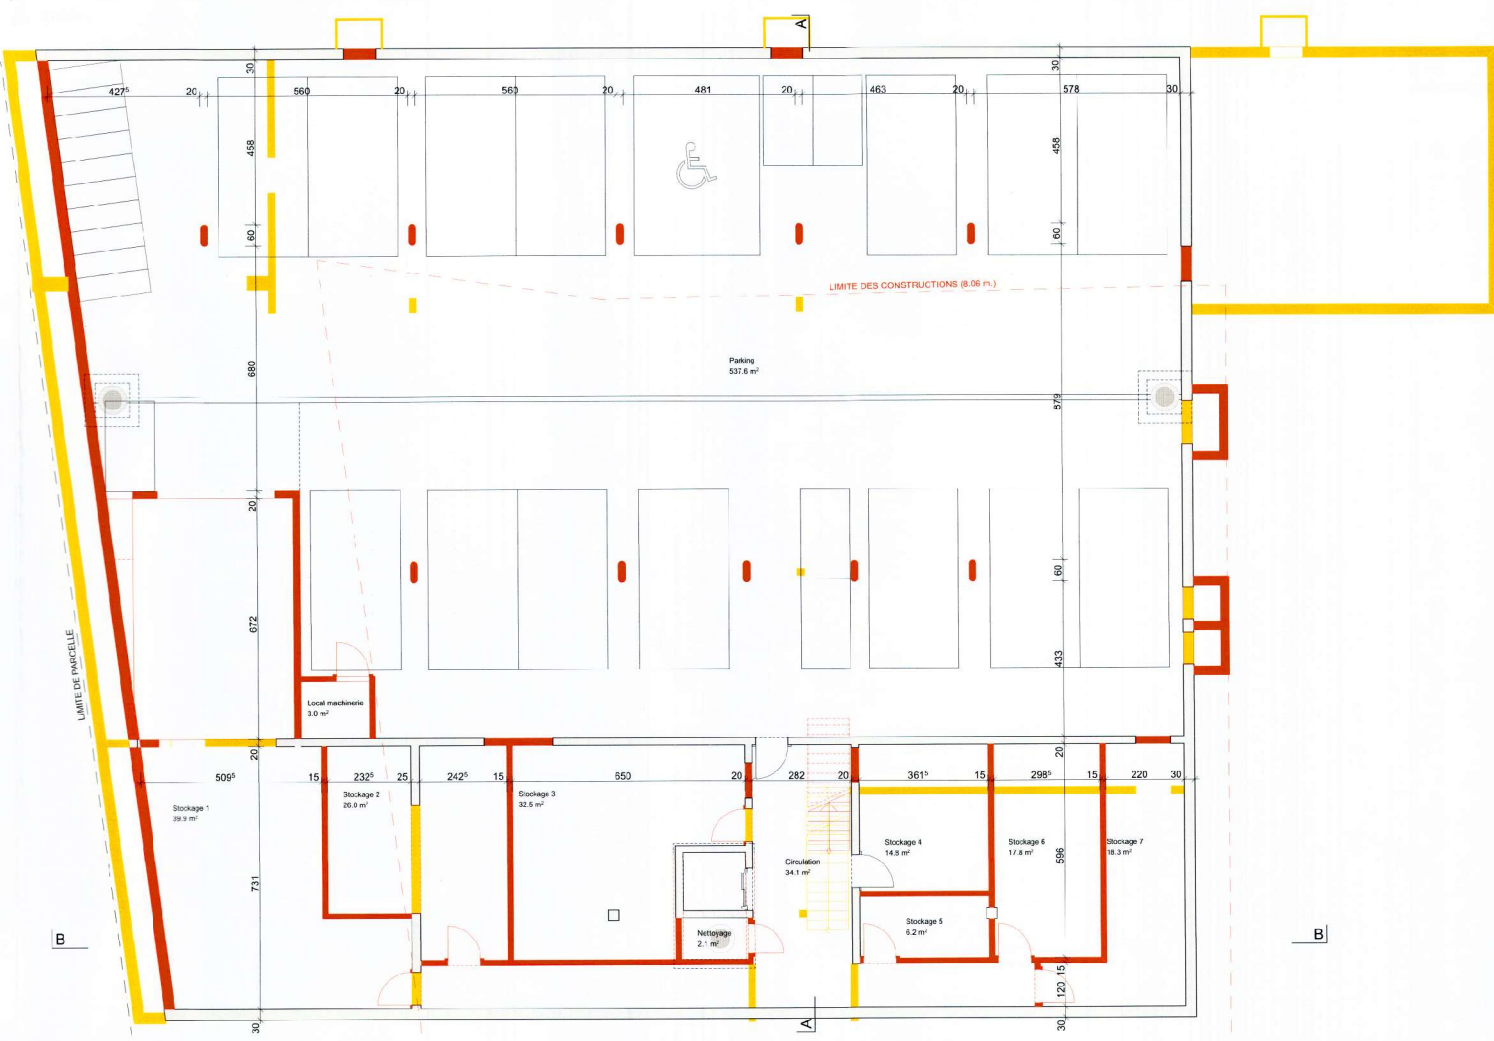 A
30
30
427⁵
20
560
20
560
20
481
20
463
20
578
30
458
458
60
60
LIMITE DES CONSTRUCTIONS (8.06 m.)
Parking
537.6 m²
680
879
20
60
672
433
LIMITE DE PARCELLE
Local machinerie
3.0 m²
20
20
509⁵
15
232⁵
25
242⁵
15
650
20
282
20
361⁵
15
298⁵
15
220
30
Stockage 1
39.9 m²
Stockage 2
26.0 m²
Stockage 3
32.5 m²
Circulation
34.1 m²
Stockage 4
14.8 m²
Stockage 6
17.8 m²
Stockage 7
18.3 m²
731
596
Stockage 5
6.2 m²
Nettoyage
2.1 m²
B
B
15
120
30
30
A